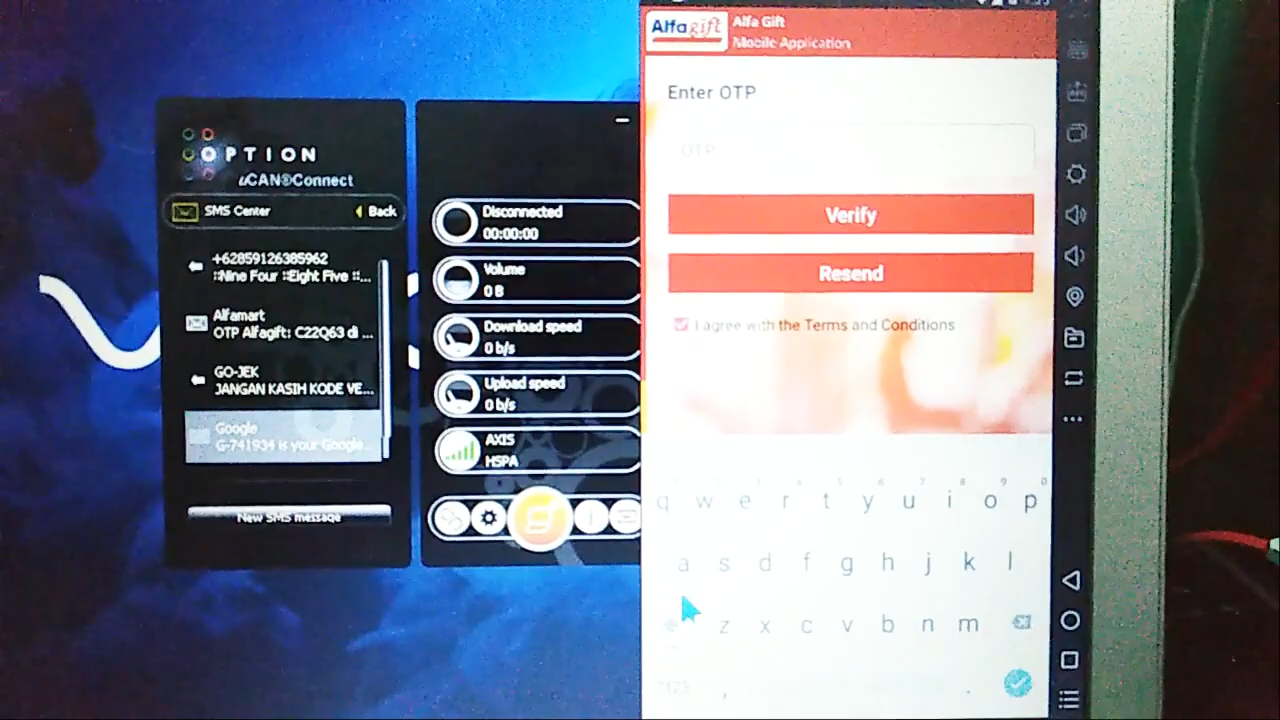 OPTION
uCAN®Connect
SMS Center
Back
+62859126385962
::Nine Four ::Eight Five ::...
Alfamart
OTP Alfagift: C22Q63 di ...
GO-JEK
JANGAN KASIH KODE VE...
Google
G-741934 is your Google...
New SMS message
Disconnected
00:00:00
Volume
0 B
Download speed
0 b/s
Upload speed
0 b/s
AXIS
HSPA
Alfagift
Alfa Gift
Mobile Application
Enter OTP
OTP
Verify
Resend
I agree with the Terms and Conditions
q w e r t y u i o p
a s d f g h j k l
z x c v b n m